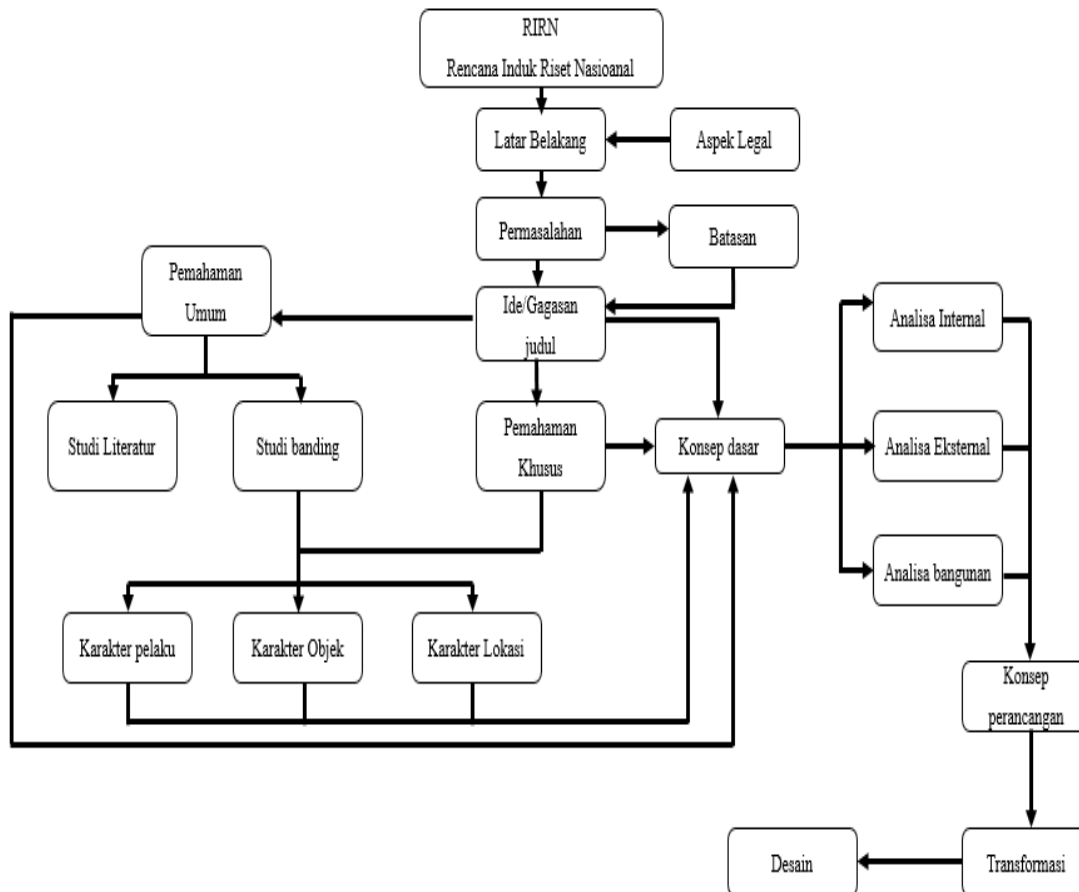 RIRN
Rencana Induk Riset Nasioanal
Latar Belakang
Aspek Legal
Permasalahan
Batasan
Pemahaman
Umum
Ide/Gagasan
judul
Analisa Internal
Studi Literatur
Studi banding
Pemahaman
Khusus
Konsep dasar
Analisa Eksternal
Analisa bangunan
Karakter pelaku
Karakter Objek
Karakter Lokasi
Konsep
perancangan
Desain
Transformasi